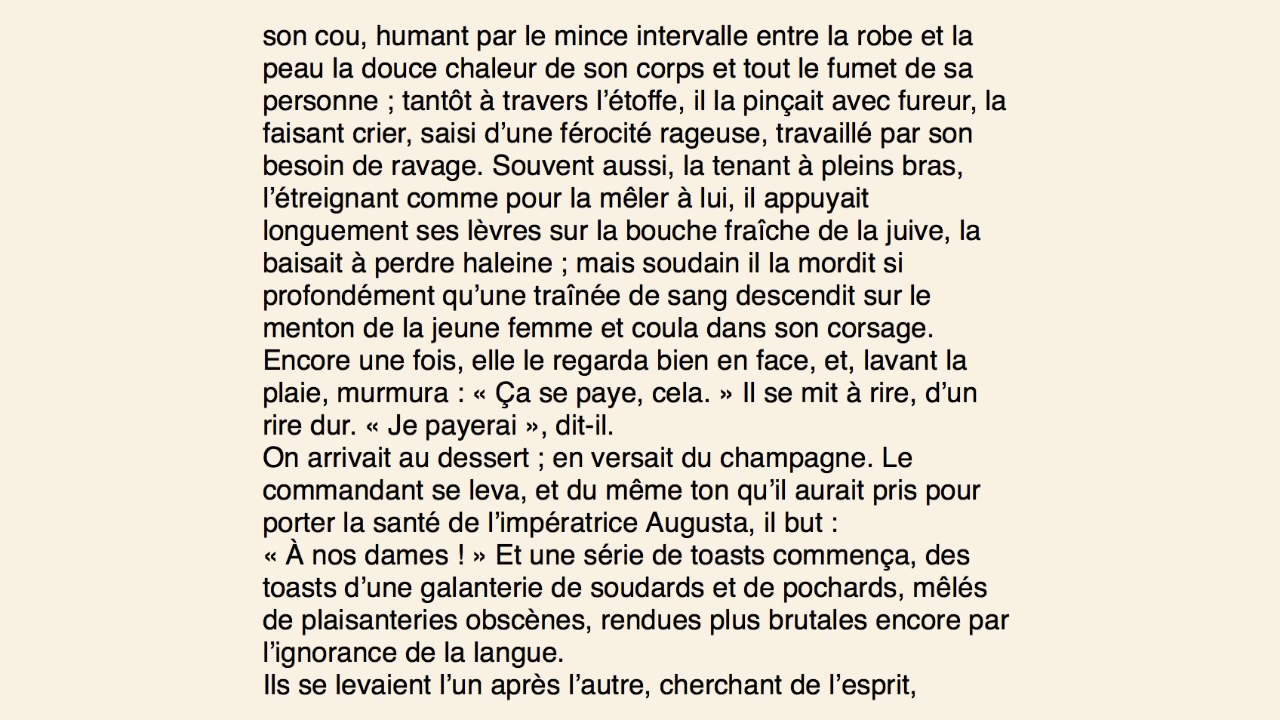 son cou, humant par le mince intervalle entre la robe et la
peau la douce chaleur de son corps et tout le fumet de sa
personne ; tantôt à travers l’étoffe, il la pinçait avec fureur, la
faisant crier, saisi d’une férocité rageuse, travaillé par son
besoin de ravage. Souvent aussi, la tenant à pleins bras,
l’étreignant comme pour la mêler à lui, il appuyait
longuement ses lèvres sur la bouche fraîche de la juive, la
baisait à perdre haleine ; mais soudain il la mordit si
profondément qu’une traînée de sang descendit sur le
menton de la jeune femme et coula dans son corsage.
Encore une fois, elle le regarda bien en face, et, lavant la
plaie, murmura : « Ça se paye, cela. » Il se mit à rire, d’un
rire dur. « Je payerai », dit-il.
On arrivait au dessert ; en versait du champagne. Le
commandant se leva, et du même ton qu’il aurait pris pour
porter la santé de l’impératrice Augusta, il but :
« À nos dames ! » Et une série de toasts commença, des
toasts d’une galanterie de soudards et de pochards, mêlés
de plaisanteries obscènes, rendues plus brutales encore par
l’ignorance de la langue.
Ils se levaient l’un après l’autre, cherchant de l’esprit,